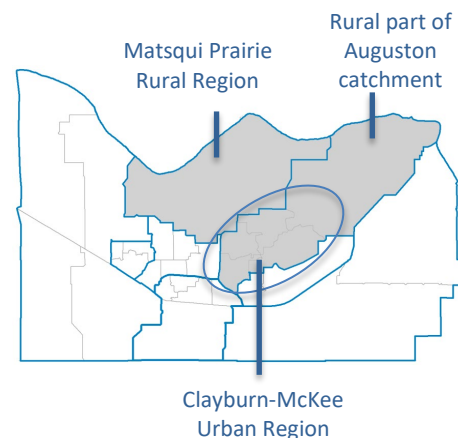 Rural part of
Auguston
catchment
Matsqui Prairie
Rural Region
Clayburn-McKee
Urban Region